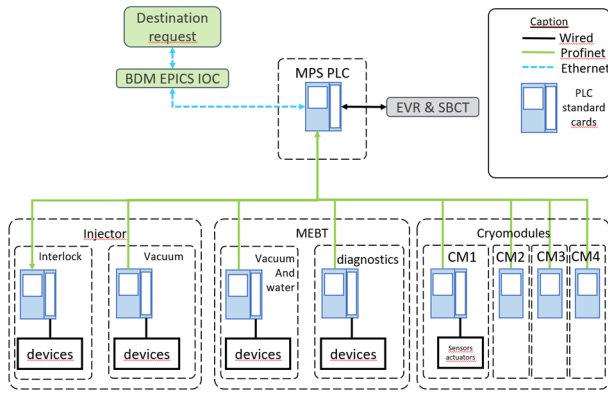 Destination
request
BDM EPICS IOC
MPS PLC
EVR & SBCT
Caption
Wired
Profinet
Ethernet
PLC
standard
cards
Injector
Interlock
Vacuum
devices
devices
MEBT
Vacuum
And
water
diagnostics
devices
devices
Cryomodules
CM1
CM2
CM3
CM4
Sensors
actuators